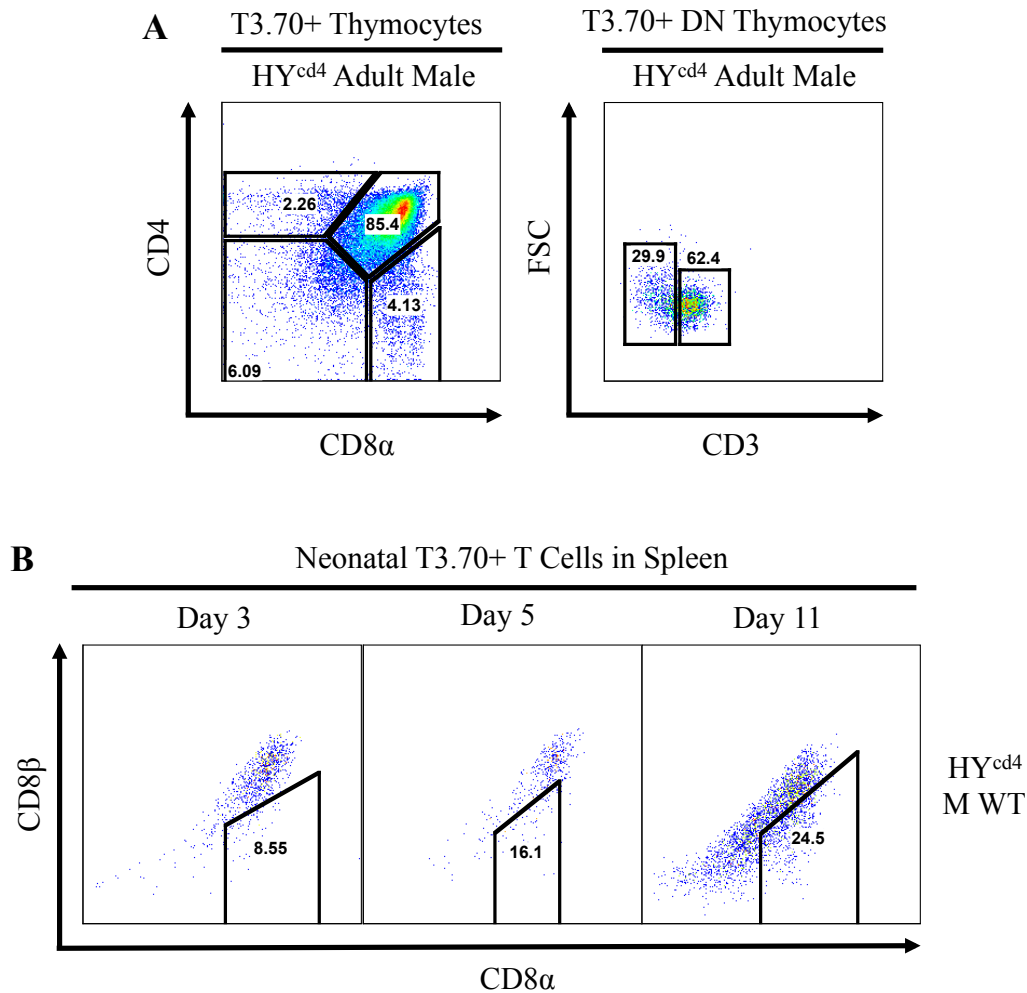 A
T3.70+ Thymocytes
HYcd4 Adult Male
2.26
85.4
4.13
6.09
CD4
CD8α
T3.70+ DN Thymocytes
HYcd4 Adult Male
29.9
62.4
FSC
CD3
B
Neonatal T3.70+ T Cells in Spleen
Day 3
Day 5
Day 11
8.55
16.1
24.5
CD8β
CD8α
HYcd4
M WT